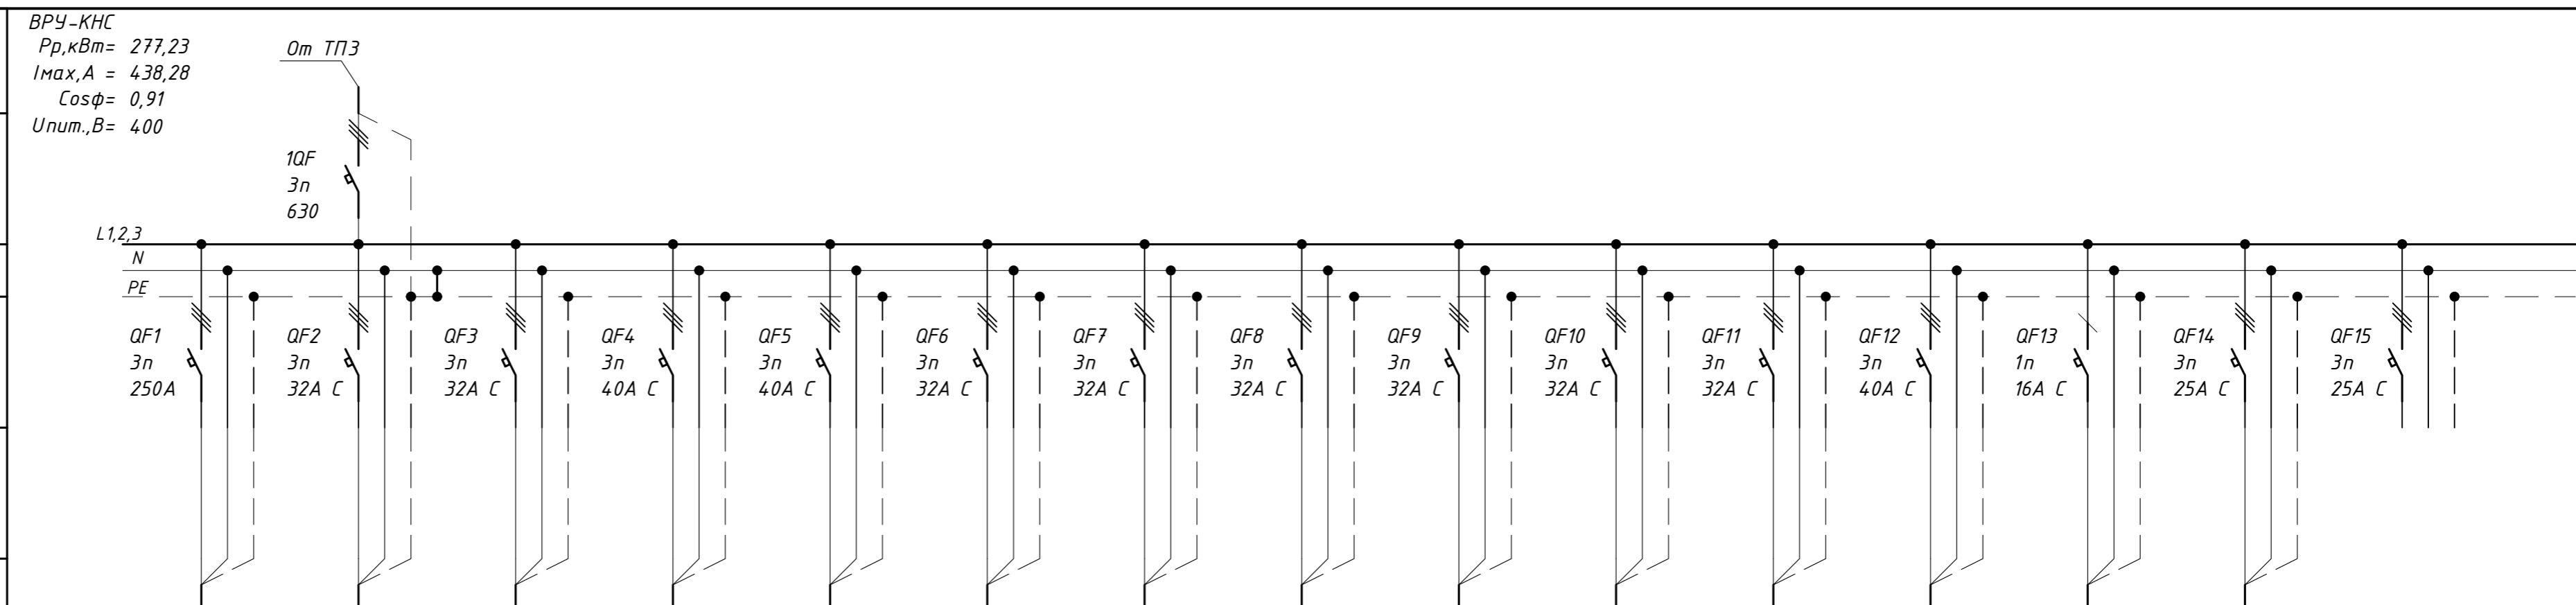 ВРУ-КНС
Pр,кВт= 277,23
Iмах,А = 438,28
Cosφ= 0,91
Uпит.,В= 400
От ТП3
1QF
3п
630
L1,2,3
N
PE
QF1
3п
250А
QF2
3п
32А С
QF3
3п
32А С
QF4
3п
40А С
QF5
3п
40А С
QF6
3п
32А С
QF7
3п
32А С
QF8
3п
32А С
QF9
3п
32А С
QF10
3п
32А С
QF11
3п
32А С
QF12
3п
40А С
QF13
1п
16А С
QF14
3п
25А С
QF15
3п
25А С